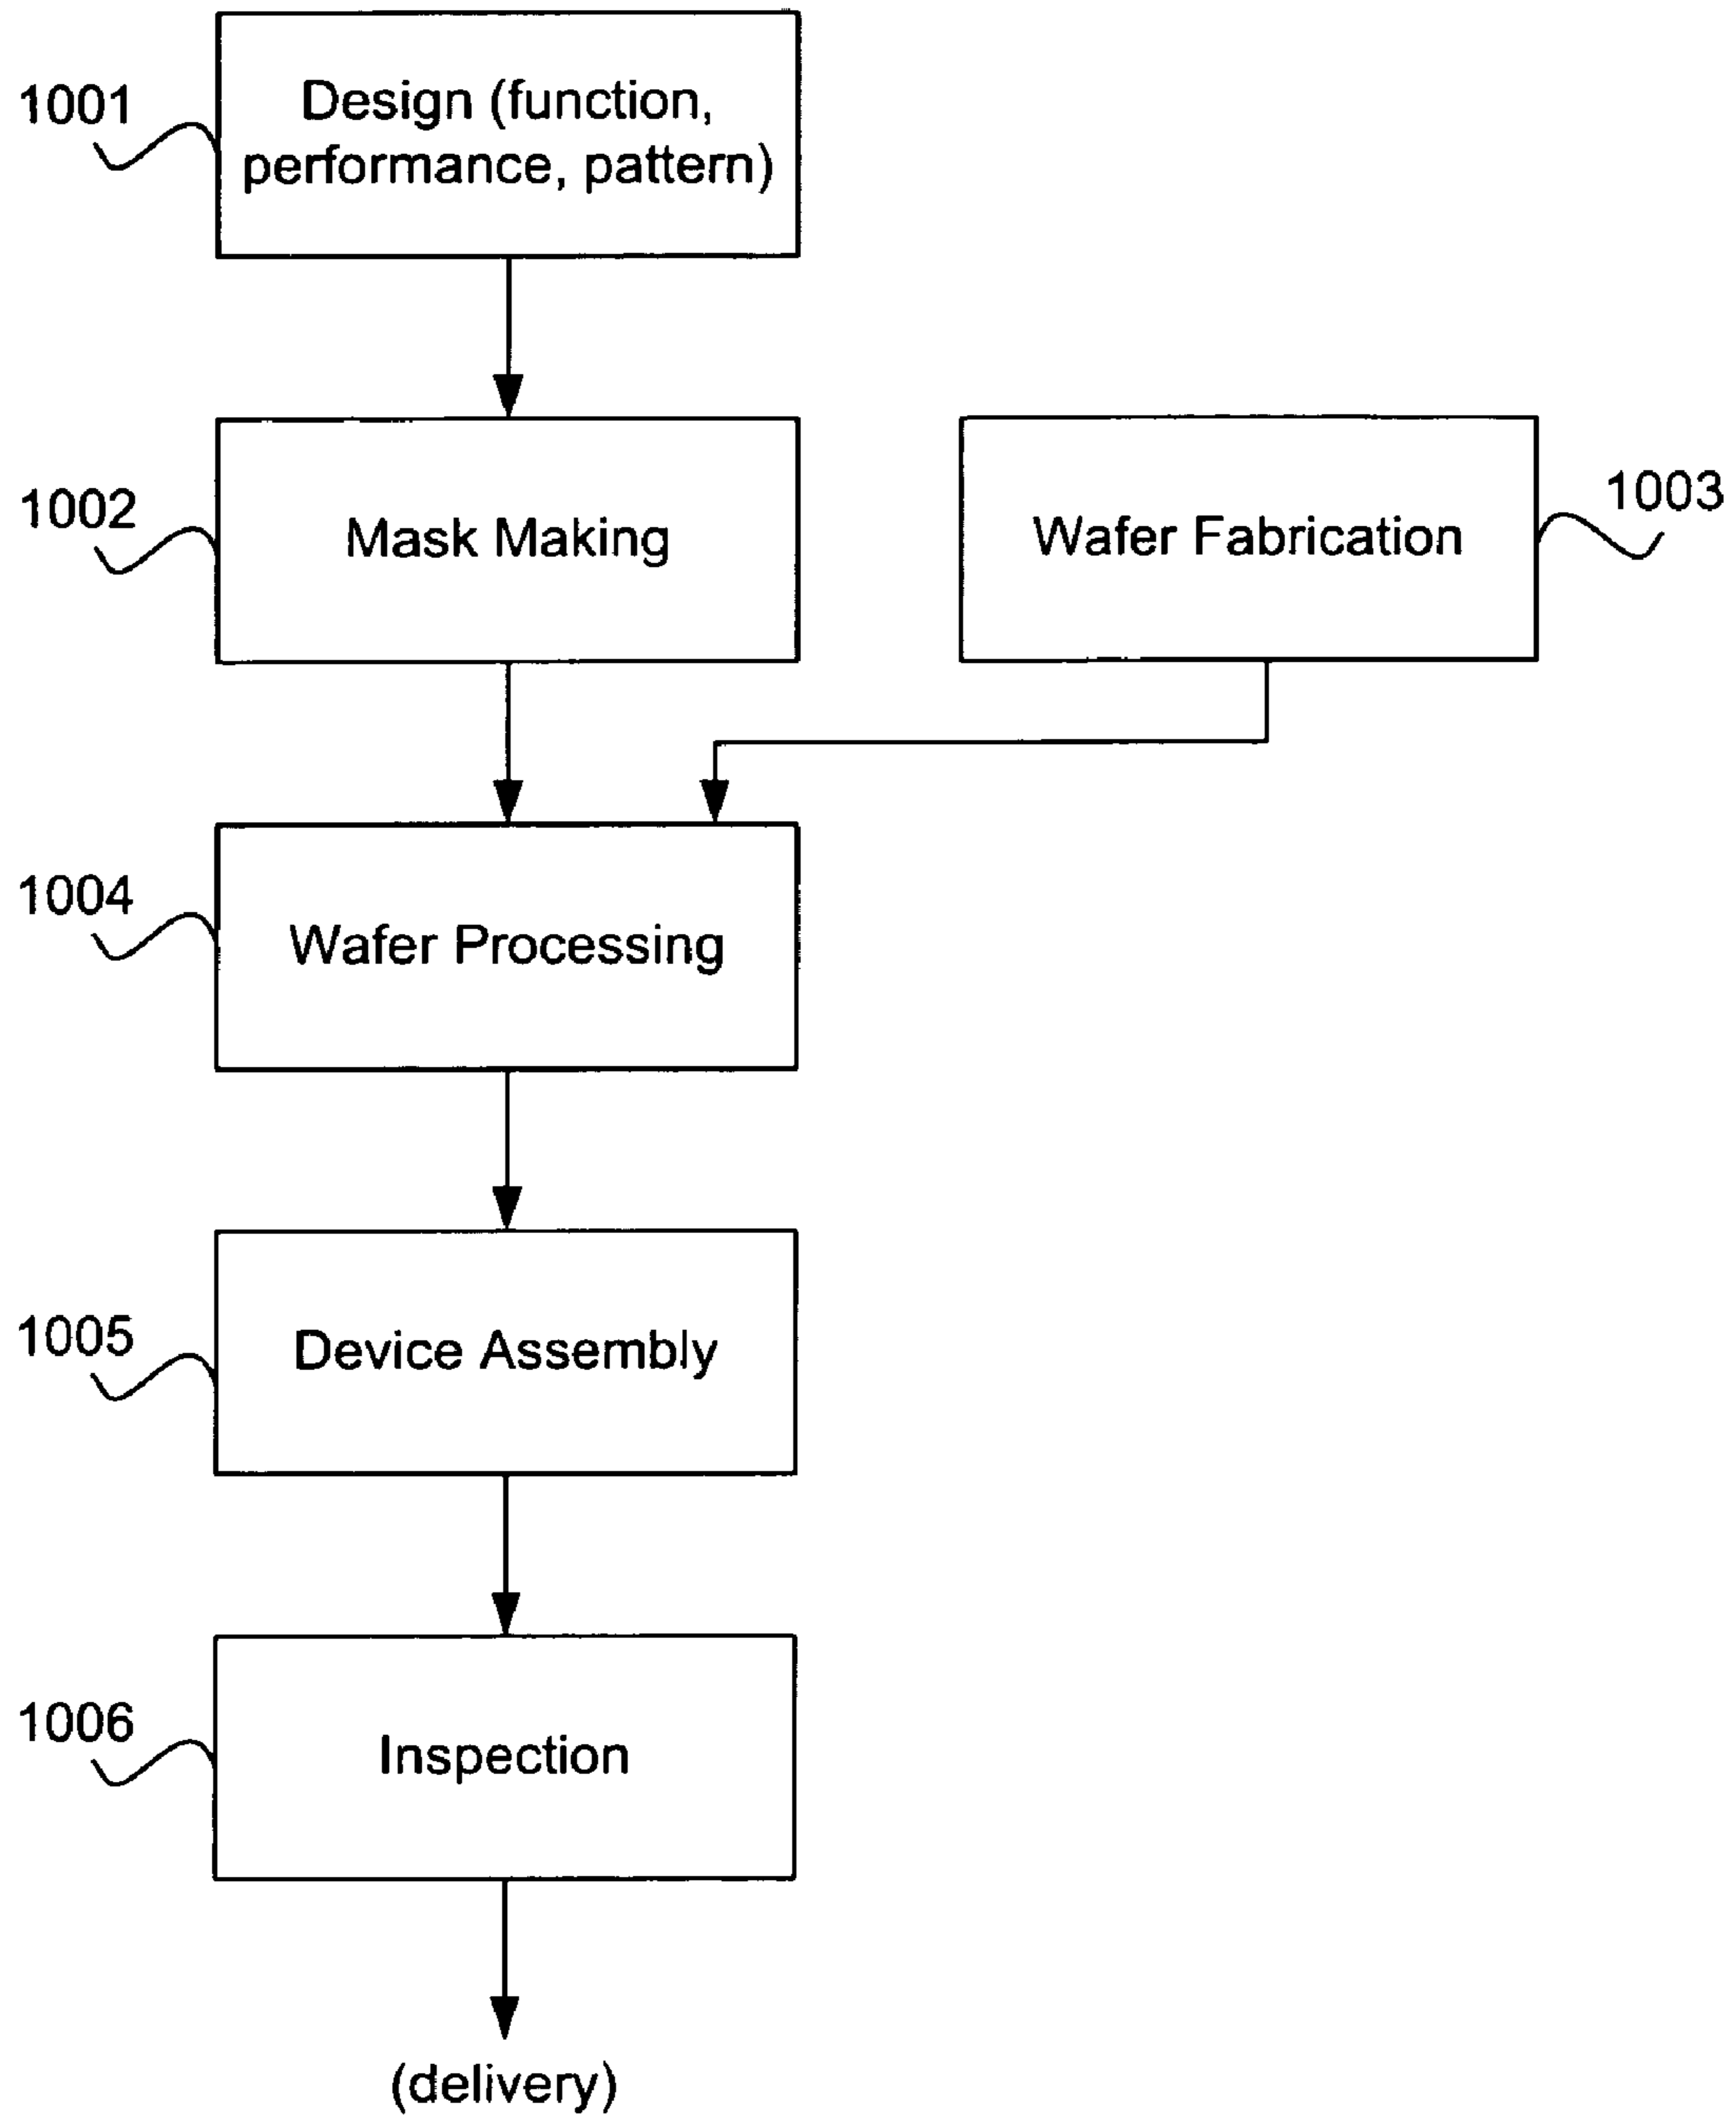 1001
Design (function,
performance, pattern)
1002
Mask Making
Wafer Fabrication
1003
1004
Wafer Processing
1005
Device Assembly
1006
Inspection
(delivery)